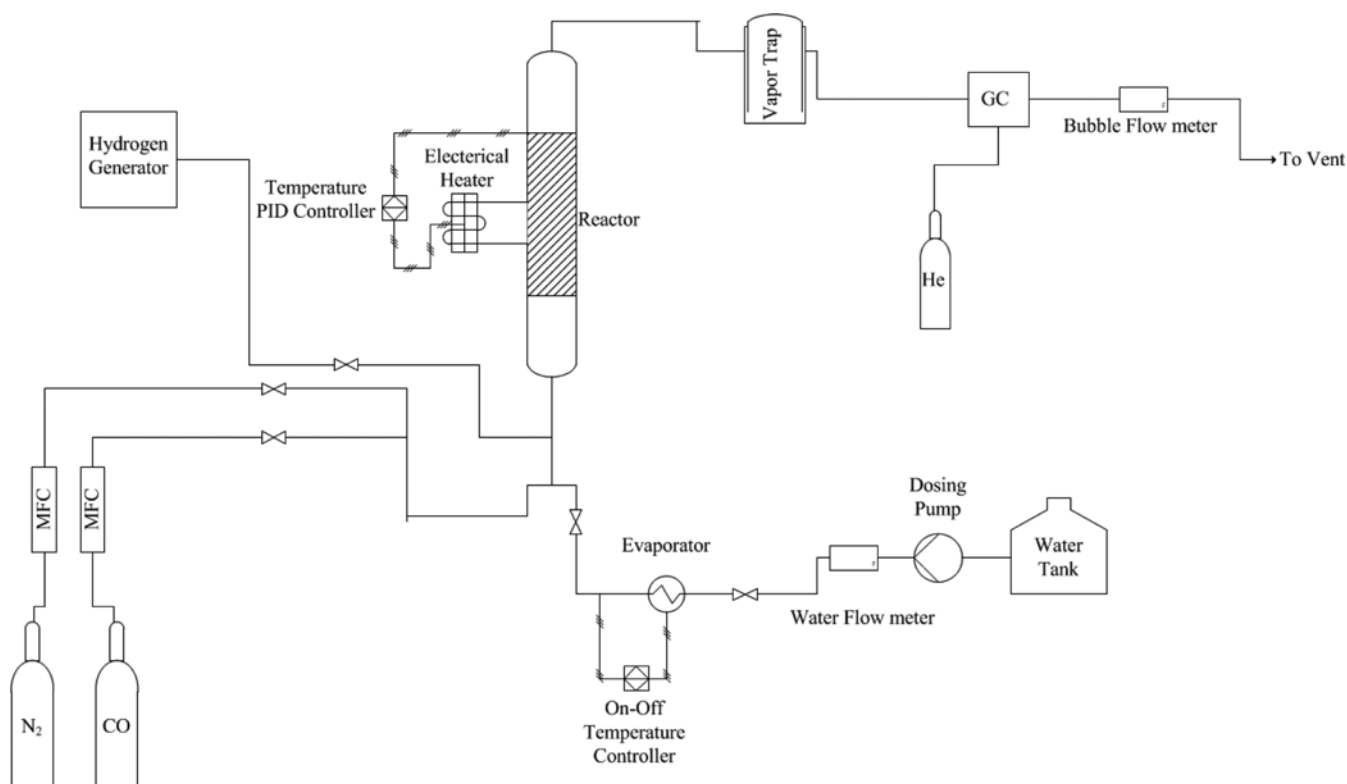 Vapor Trap
GC
Bubble Flow meter
To Vent
Hydrogen
Generator
Electerical
Heater
Temperature
PID Controller
Reactor
He
MFC
MFC
Dosing
Pump
Evaporator
Water
Tank
Water Flow meter
N₂
CO
On-Off
Temperature
Controller